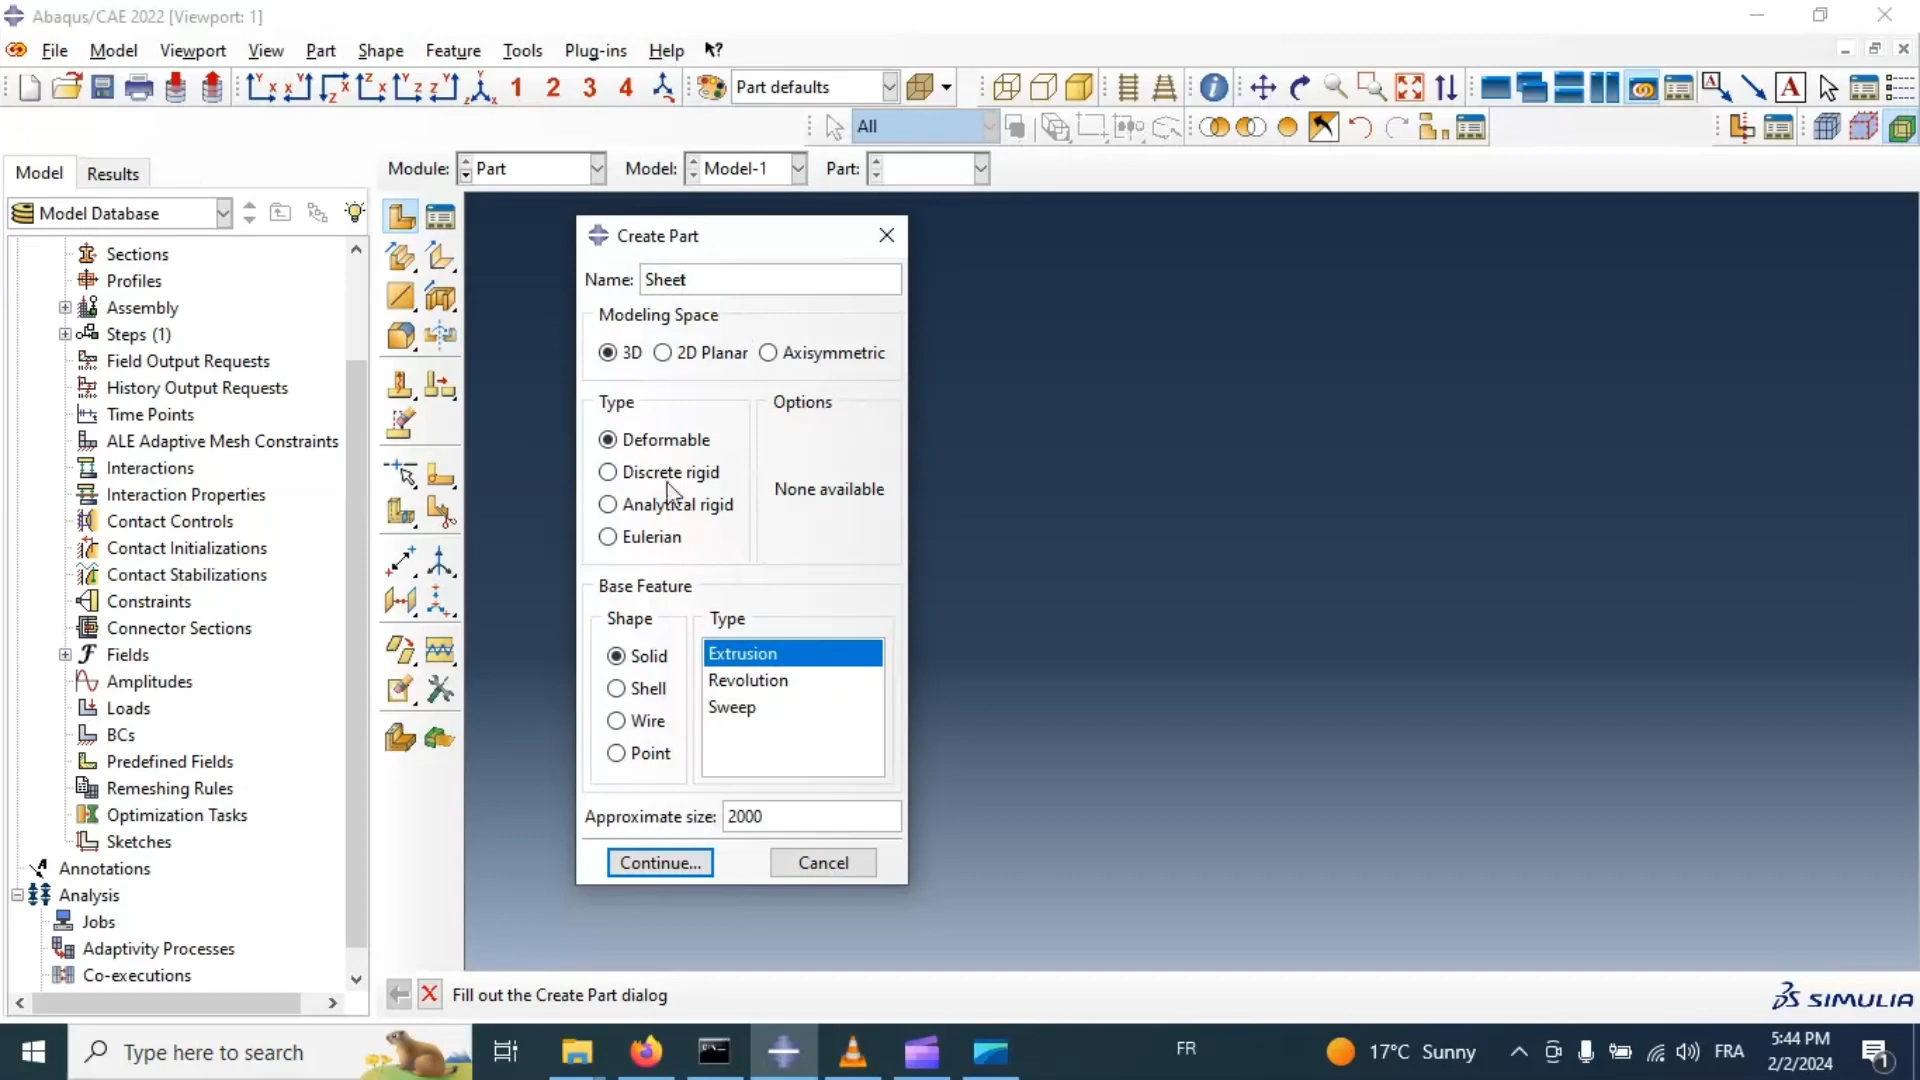 Abaqus/CAE 2022 [Viewport: 1]
File Model Viewport View Part Shape Feature Tools Plug-ins Help
1 2 3 4 Part defaults
All
Model Results Module: Part Model: Model-1 Part:
Model Database
Sections
Profiles
Assembly
Steps (1)
Field Output Requests
History Output Requests
Time Points
ALE Adaptive Mesh Constraints
Interactions
Interaction Properties
Contact Controls
Contact Initializations
Contact Stabilizations
Constraints
Connector Sections
Fields
Amplitudes
Loads
BCs
Predefined Fields
Remeshing Rules
Optimization Tasks
Sketches
Annotations
Analysis
Jobs
Adaptivity Processes
Co-executions
Create Part
Name: Sheet
Modeling Space
3D 2D Planar Axisymmetric
Type Options
Deformable
Discrete rigid
Analytical rigid
Eulerian
None available
Base Feature
Shape Type
Solid Extrusion
Shell Revolution
Wire Sweep
Point
Approximate size: 2000
Continue... Cancel
Fill out the Create Part dialog
SIMULIA
Type here to search
FR
17°C Sunny
FRA
5:44 PM
2/2/2024
1